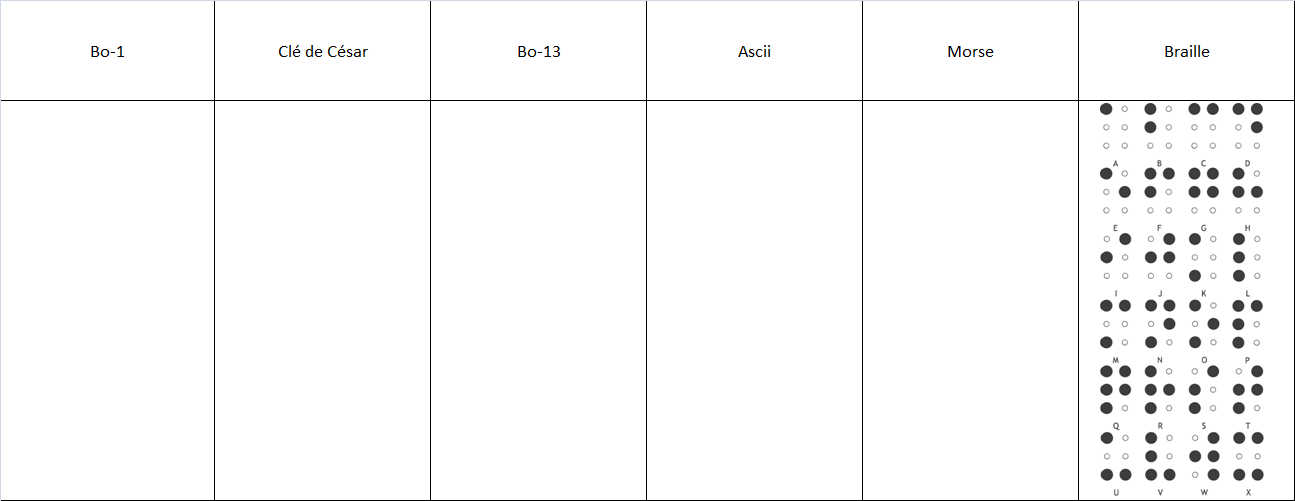 Bo-1 Clé de César Bo-13 Ascii Morse Braille
A B C D
E F G H
I J K L
M N O P
Q R S T
U V W X